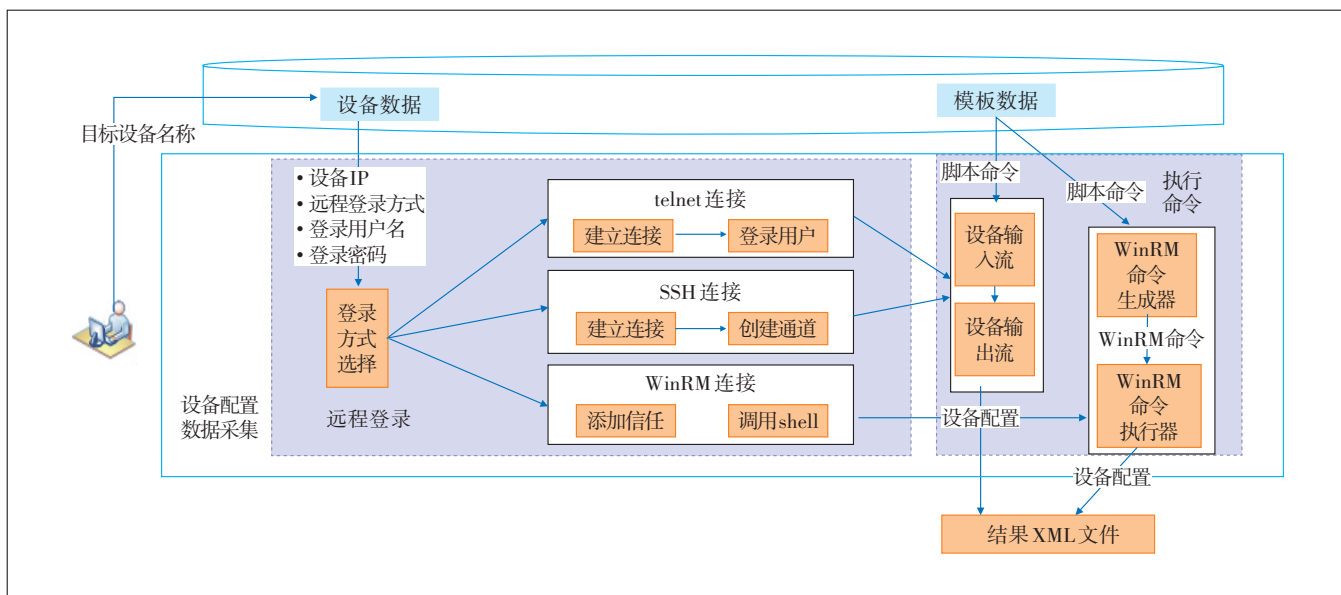 设备数据
模板数据
目标设备名称
• 设备IP
• 远程登录方式
• 登录用户名
• 登录密码
登录
方式
选择
远程登录
设备配置
数据采集
telnet 连接
建立连接
登录用户
SSH 连接
建立连接
创建通道
WinRM 连接
添加信任
调用shell
脚本命令
脚本命令
执行
命令
设备输
入流
设备输
出流
WinRM
命令
生成器
WinRM 命令
WinRM
命令
执行器
设备配置
设备配置
结果 XML 文件